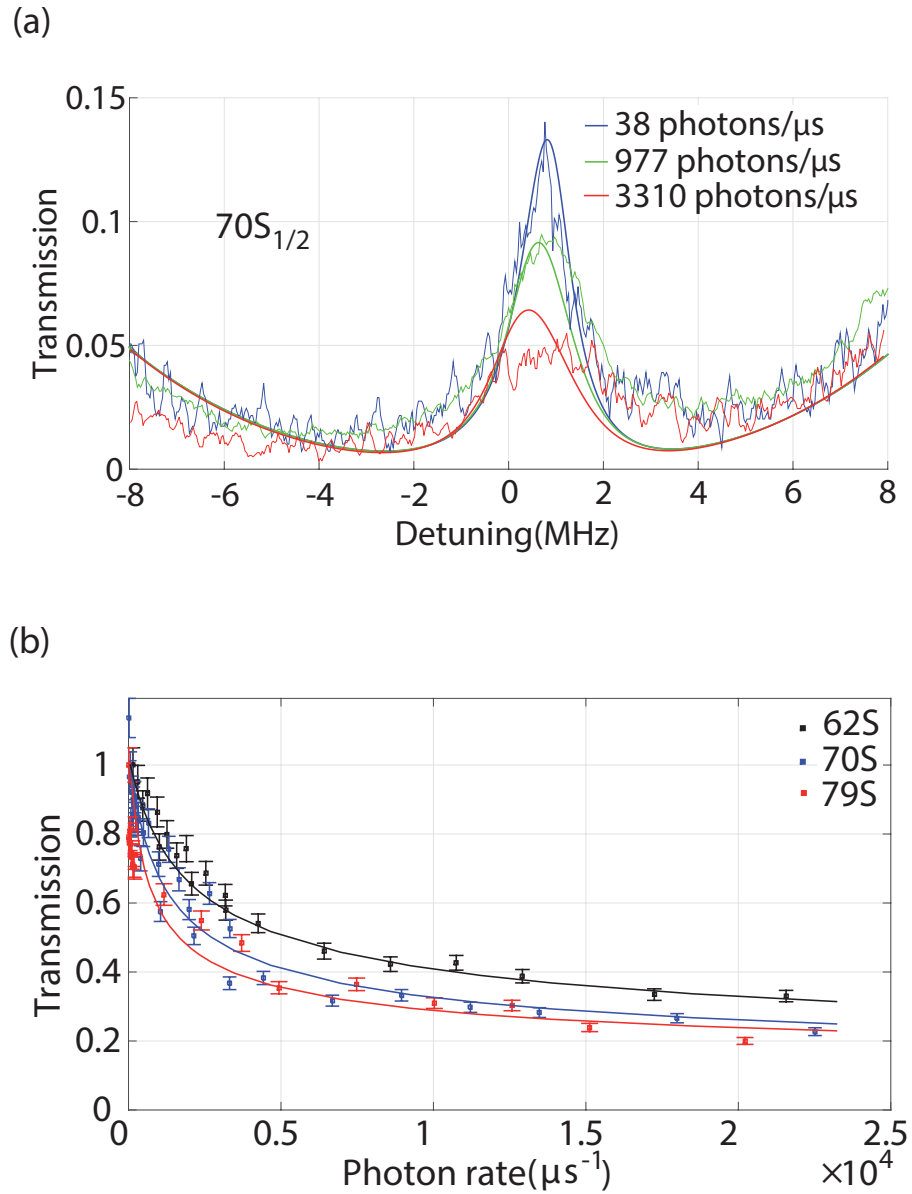 (a)
0.15
0.1
0.05
0
Transmission
70S1/2
38 photons/μs
977 photons/μs
3310 photons/μs
-8 -6 -4 -2 0 2 4 6 8
Detuning(MHz)
(b)
1
0.8
0.6
0.4
0.2
0
Transmission
62S
70S
79S
0 0.5 1 1.5 2 2.5
×10⁴
Photon rate(μs⁻¹)